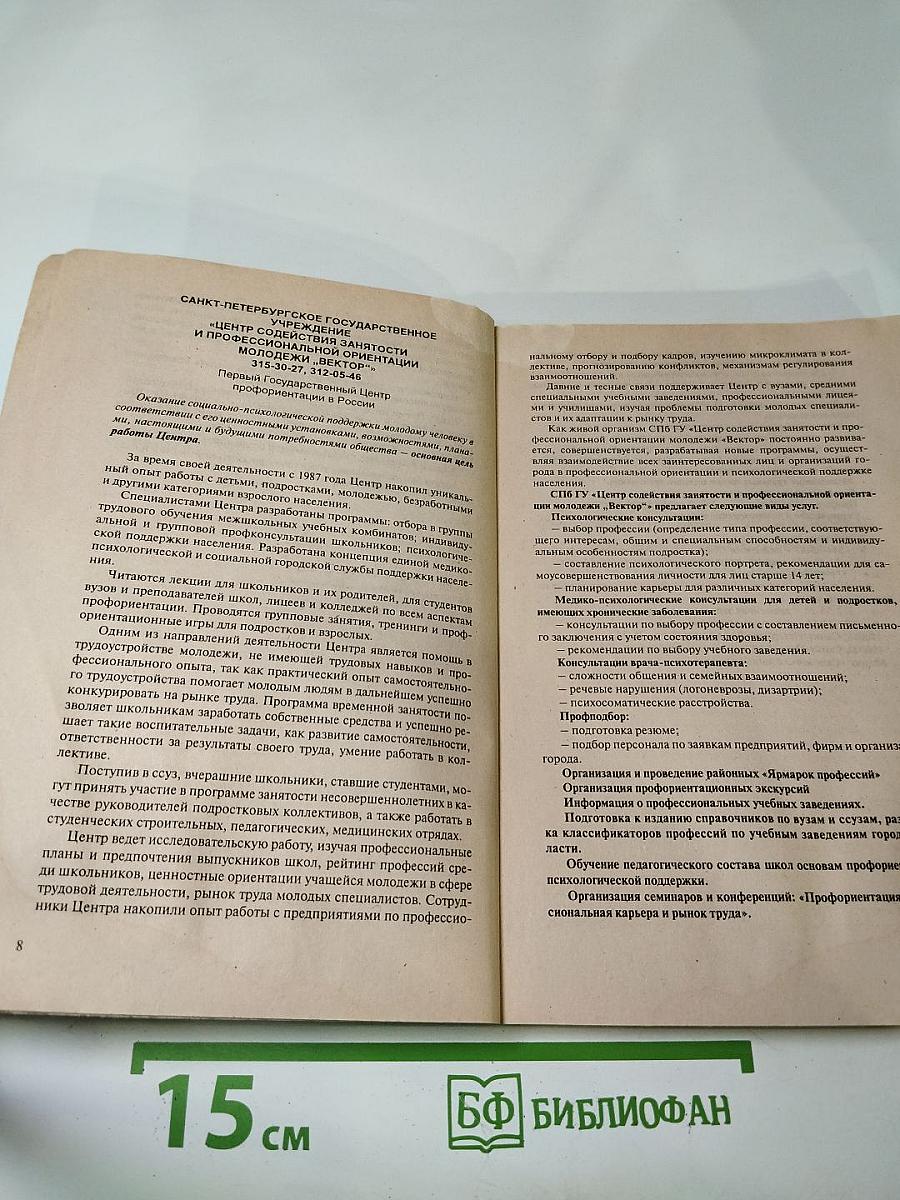 САНКТ-ПЕТЕРБУРГСКОЕ ГОСУДАРСТВЕННОЕ
УЧРЕЖДЕНИЕ
«ЦЕНТР СОДЕЙСТВИЯ ЗАНЯТОСТИ
И ПРОФЕССИОНАЛЬНОЙ ОРИЕНТАЦИИ
МОЛОДЕЖИ „ВЕКТОР“»
315-30-27, 312-05-46
Первый Государственный Центр
профориентации в России
Оказание социально-психологической поддержки молодому человеку в
соответствии с его ценностными установками, возможностями, плана-
ми, настоящими и будущими потребностями общества — основная цель
работы Центра.
За время своей деятельности с 1987 года Центр накопил уникаль-
ный опыт работы с детьми, подростками, молодежью, безработными
и другими категориями взрослого населения.
Специалистами Центра разработаны программы: отбора в группы
трудового обучения межшкольных учебных комбинатов; индивиду-
альной и групповой профконсультации школьников; психологиче-
ской поддержки населения. Разработана концепция единой медико-
психологической и социальной городской службы поддержки населе-
ния.
Читаются лекции для школьников и их родителей, для студентов
вузов и преподавателей школ, лицеев и колледжей по всем аспектам
профориентации. Проводятся групповые занятия, тренинги и проф-
ориентационные игры для подростков и взрослых.
Одним из направлений деятельности Центра является помощь в
трудоустройстве молодежи, не имеющей трудовых навыков и про-
фессионального опыта, так как практический опыт самостоятельно-
го трудоустройства помогает молодым людям в дальнейшем успешно
конкурировать на рынке труда. Программа временной занятости по-
зволяет школьникам заработать собственные средства и успешно ре-
шает такие воспитательные задачи, как развитие самостоятельности,
ответственности за результаты своего труда, умение работать в кол-
лективе.
Поступив в ссуз, вчерашние школьники, ставшие студентами, мо-
гут принять участие в программе занятости несовершеннолетних в ка-
честве руководителей подростковых коллективов, а также работать в
студенческих строительных, педагогических, медицинских отрядах.
Центр ведет исследовательскую работу, изучая профессиональные
планы и предпочтения выпускников школ, рейтинг профессий сре-
ди школьников, ценностные ориентации учащейся молодежи в сфере
трудовой деятельности, рынок труда молодых специалистов. Сотруд-
ники Центра накопили опыт работы с предприятиями по профессио-
8
нальному отбору и подбору кадров, изучению микроклимата в кол-
лективе, прогнозированию конфликтов, механизмам регулирования
взаимоотношений.
Давние и тесные связи поддерживает Центр с вузами, средними
специальными учебными заведениями, профессиональными лицея-
ми и училищами, изучая проблемы подготовки молодых специали-
стов и их адаптации к рынку труда.
Как живой организм СПб ГУ «Центр содействия занятости и про-
фессиональной ориентации молодежи «Вектор» постоянно развива-
ется, совершенствуется, разрабатывая новые программы, осущест-
вляя взаимодействие всех заинтересованных лиц и организаций го-
рода в профессиональной ориентации и психологической поддержке
населения.
СПб ГУ «Центр содействия занятости и профессиональной ориента-
ции молодежи „Вектор“» предлагает следующие виды услуг.
Психологические консультации:
— выбор профессии (определение типа профессии, соответствую-
щего интересам, общим и специальным способностям и индивиду-
альным особенностям подростка);
— составление психологического портрета, рекомендации для са-
моусовершенствования личности для лиц старше 14 лет;
— планирование карьеры для различных категорий населения.
Медико-психологические консультации для детей и подростков,
имеющих хронические заболевания:
— консультации по выбору профессии с составлением письменно-
го заключения с учетом состояния здоровья;
— рекомендации по выбору учебного заведения.
Консультации врача-психотерапевта:
— сложности общения и семейных взаимоотношений;
— речевые нарушения (логоневрозы, дизартрии);
— психосоматические расстройства.
Профподбор:
— подготовка резюме;
— подбор персонала по заявкам предприятий, фирм и организа
города.
Организация и проведение районных «Ярмарок профессий»
Организация профориентационных экскурсий
Информация о профессиональных учебных заведениях.
Подготовка к изданию справочников по вузам и ссузам, раз
ка классификаторов профессий по учебным заведениям город
ласти.
Обучение педагогического состава школ основам профорие
психологической поддержки.
Организация семинаров и конференций: «Профориентация
сиональная карьера и рынок труда».
15 см
БФ БИБЛИОФАН